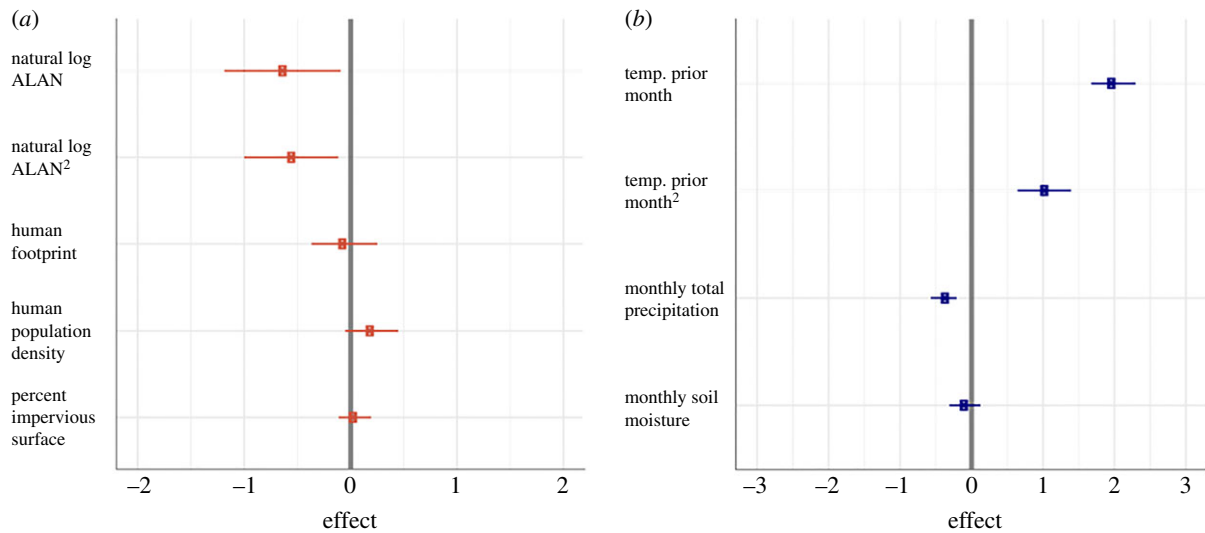 (a)
natural log
ALAN
natural log
ALAN²
human
footprint
human
population
density
percent
impervious
surface
–2 –1 0 1 2
effect
(b)
temp. prior
month
temp. prior
month²
monthly total
precipitation
monthly soil
moisture
–3 –2 –1 0 1 2 3
effect